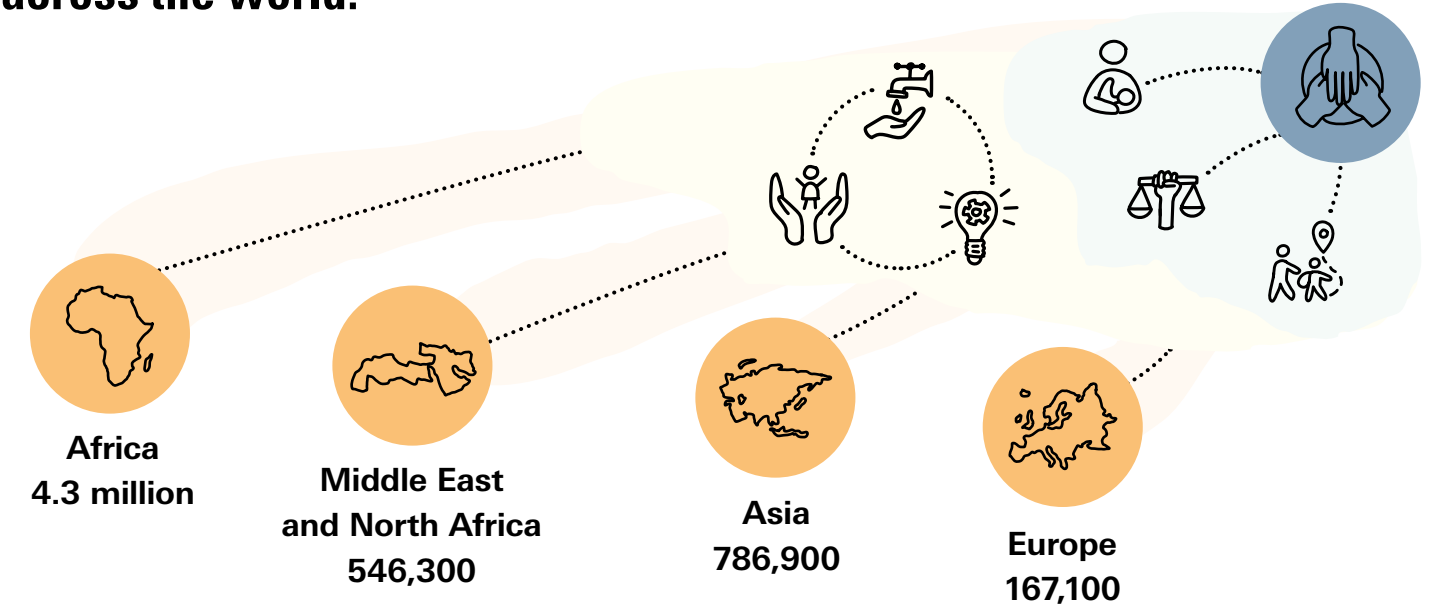 across the world.
Africa
4.3 million
Middle East
and North Africa
546,300
Asia
786,900
Europe
167,100